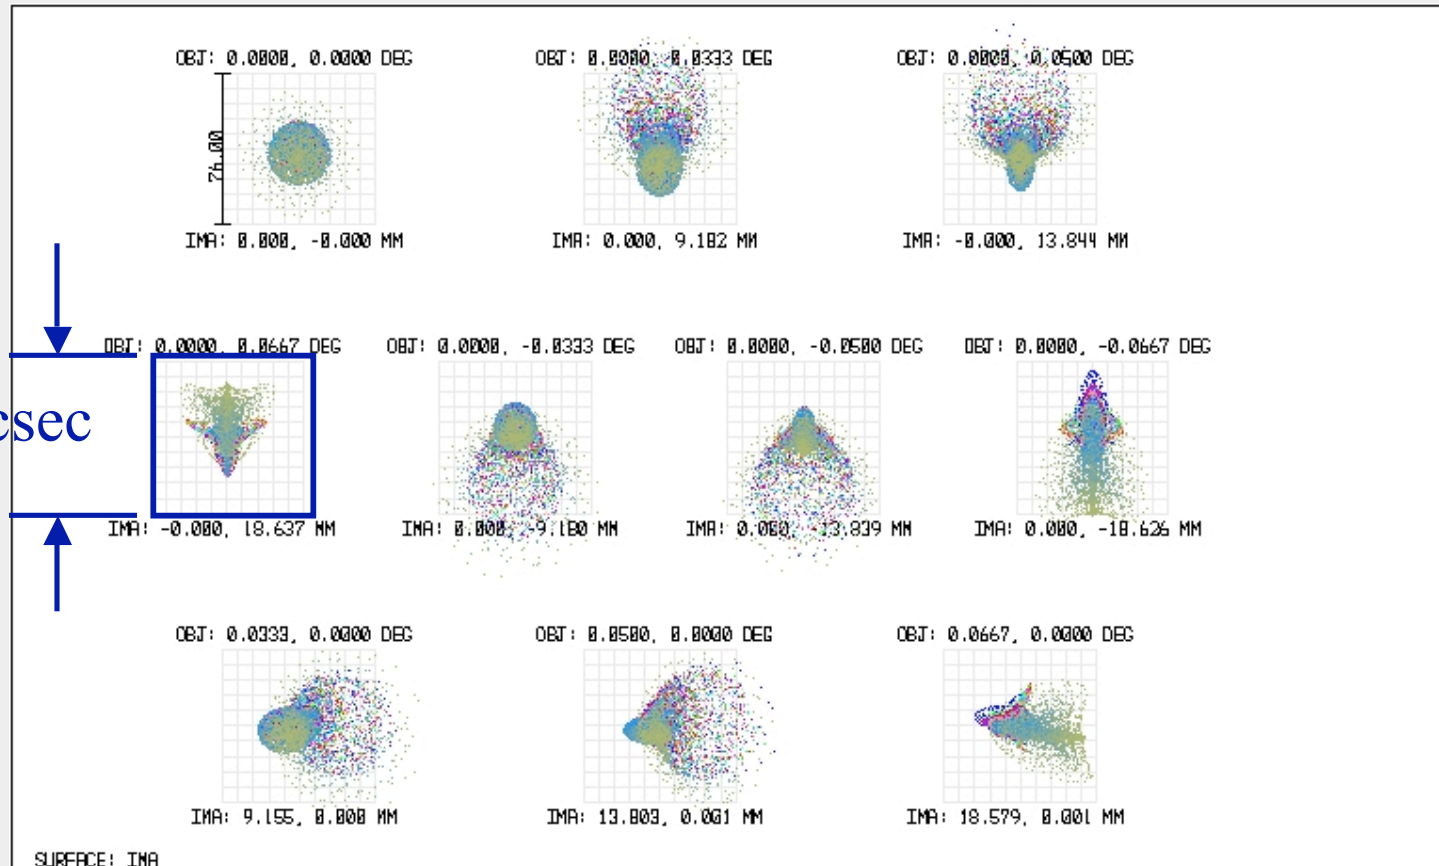 OBJ: 0.0000, 0.0000 DEG
OBJ: 0.0000, 0.0333 DEG
OBJ: 0.0000, 0.0500 DEG
76.00
IMA: 0.000, -0.000 MM
IMA: 0.000, 9.182 MM
IMA: -0.000, 13.844 MM
OBJ: 0.0000, 0.0667 DEG
OBJ: 0.0000, -0.0333 DEG
OBJ: 0.0000, -0.0500 DEG
OBJ: 0.0000, -0.0667 DEG
csec
IMA: -0.000, 18.637 MM
IMA: 0.000, -9.180 MM
IMA: 0.000, -13.839 MM
IMA: 0.000, -18.626 MM
OBJ: 0.0333, 0.0000 DEG
OBJ: 0.0500, 0.0000 DEG
OBJ: 0.0667, 0.0000 DEG
IMA: 9.155, 0.000 MM
IMA: 13.803, 0.001 MM
IMA: 18.579, 0.001 MM
SURFACE: IMA